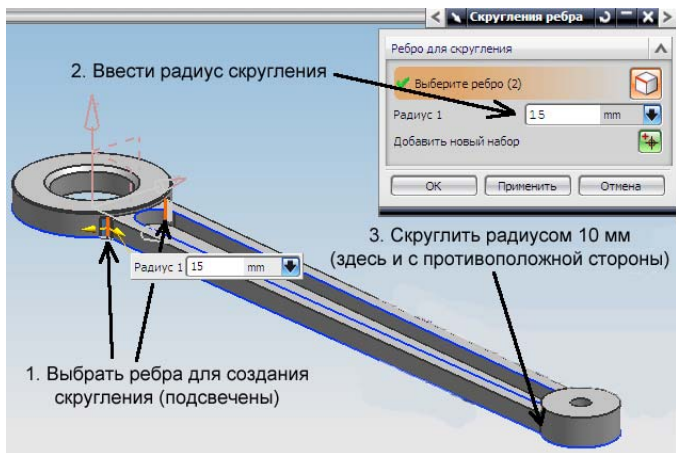 Скругления ребра
Ребро для скругления
2. Ввести радиус скругления
Выберите ребро (2)
Радиус 1 15 mm
Добавить новый набор
OK Применить Отмена
3. Скруглить радиусом 10 мм
(здесь и с противоположной стороны)
Радиус 1 15 mm
1. Выбрать ребра для создания
скругления (подсвечены)